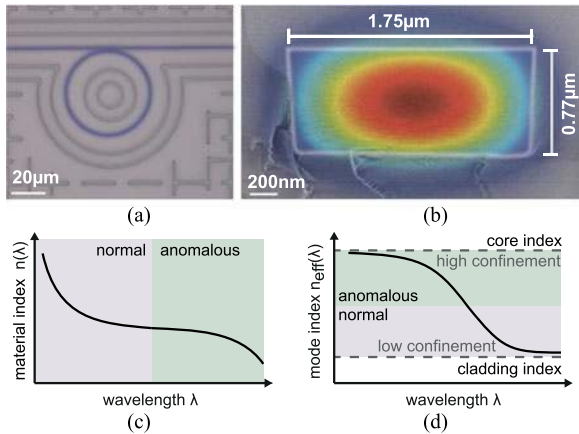 1.75µm
0.77µm
20µm
200nm
(a)
(b)
normal
anomalous
material index n(λ)
wavelength λ
(c)
core index
high confinement
anomalous
normal
low confinement
cladding index
mode index neff(λ)
wavelength λ
(d)